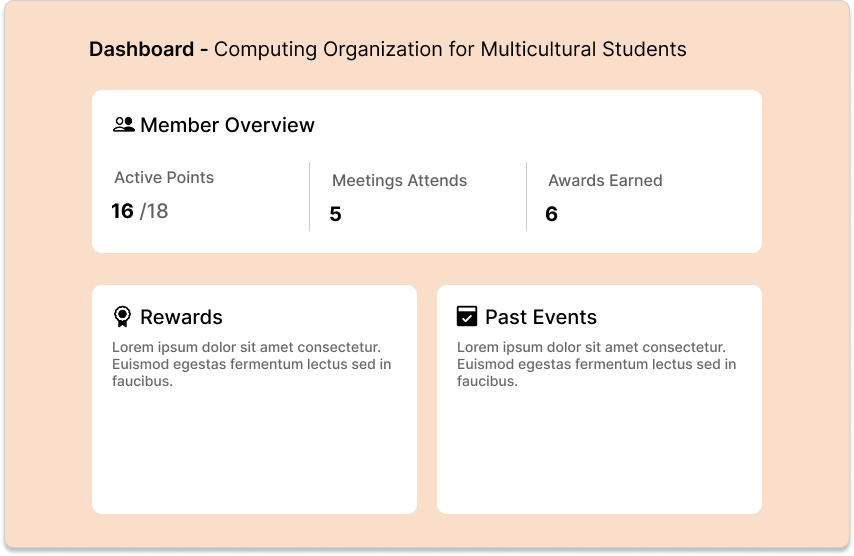 Dashboard - Computing Organization for Multicultural Students
Member Overview
Active Points
16 /18
Meetings Attends
5
Awards Earned
6
Rewards
Lorem ipsum dolor sit amet consectetur.
Euismod egestas fermentum lectus sed in
faucibus.
Past Events
Lorem ipsum dolor sit amet consectetur.
Euismod egestas fermentum lectus sed in
faucibus.